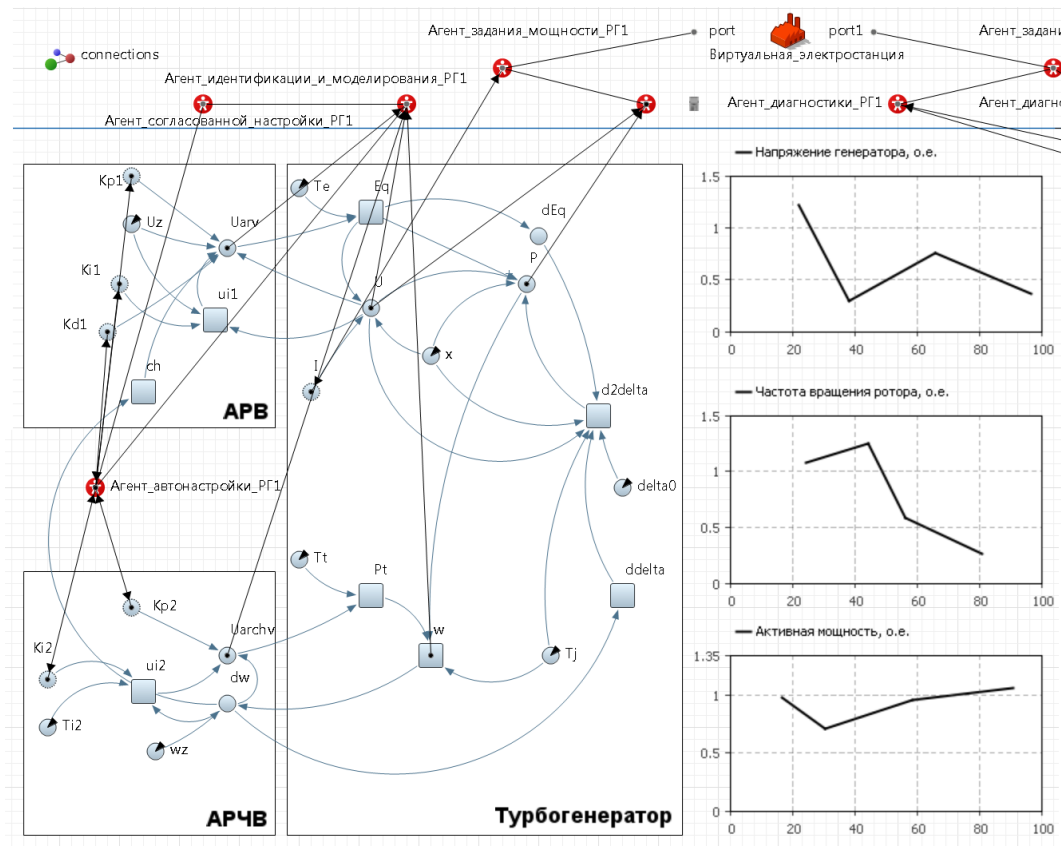 Агент_задания_мощности_РГ1
port
port1
Агент_задани
connections
Виртуальная_электростанция
Агент_идентификации_и_моделирования_РГ1
Агент_диагностики_РГ1
Агент_диагно
Агент_согласованной_настройки_РГ1
Kp1
Uz
Uarv
Ki1
ui1
Kd1
ch
АРВ
Te
Eq
dEq
P
U
x
I
d2delta
delta0
Агент_автонастройки_РГ1
Tt
Pt
ddelta
w
Tj
Турбогенератор
Kp2
Uarchv
Ki2
ui2
dw
Ti2
wz
АРЧВ
Напряжение генератора, о.е.
1.5
1
0.5
0
0 20 40 60 80 100
Частота вращения ротора, о.е.
1.5
1
0.5
0
0 20 40 60 80 100
Активная мощность, о.е.
1.35
1
0.5
0
0 20 40 60 80 100